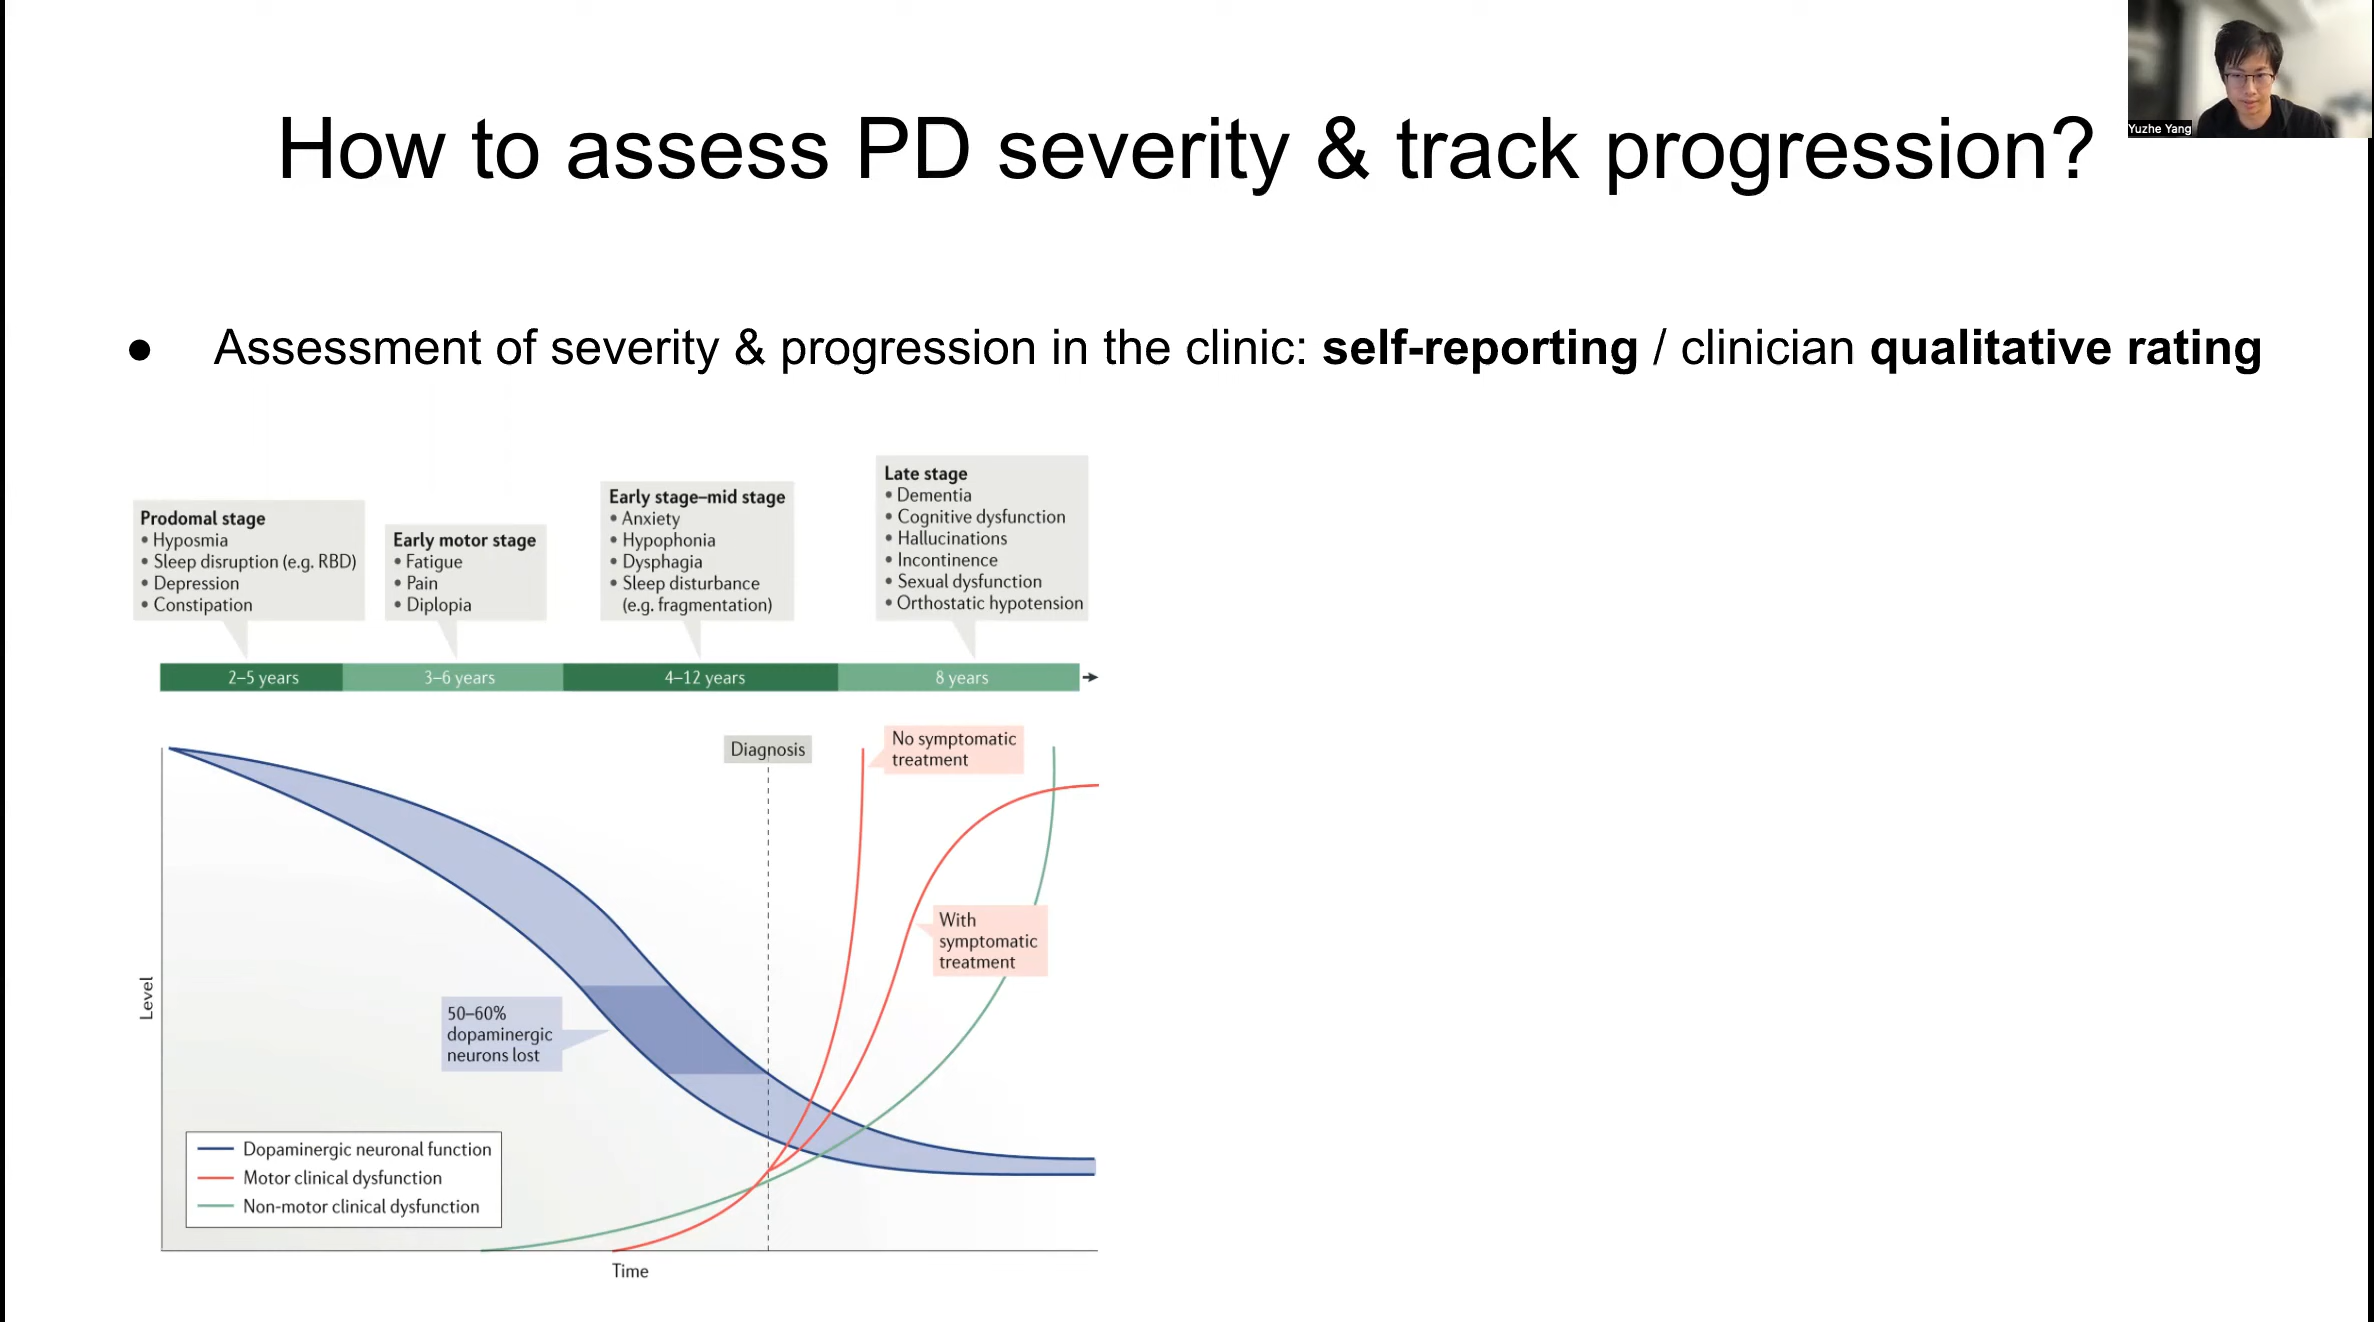 Yuzhe Yang
How to assess PD severity & track progression?
● Assessment of severity & progression in the clinic: self-reporting / clinician qualitative rating
Prodomal stage
• Hyposmia
• Sleep disruption (e.g. RBD)
• Depression
• Constipation
Early motor stage
• Fatigue
• Pain
• Diplopia
Early stage–mid stage
• Anxiety
• Hypophonia
• Dysphagia
• Sleep disturbance
(e.g. fragmentation)
Late stage
• Dementia
• Cognitive dysfunction
• Hallucinations
• Incontinence
• Sexual dysfunction
• Orthostatic hypotension
2–5 years
3–6 years
4–12 years
8 years
Diagnosis
No symptomatic
treatment
With
symptomatic
treatment
Level
50–60%
dopaminergic
neurons lost
Dopaminergic neuronal function
Motor clinical dysfunction
Non-motor clinical dysfunction
Time